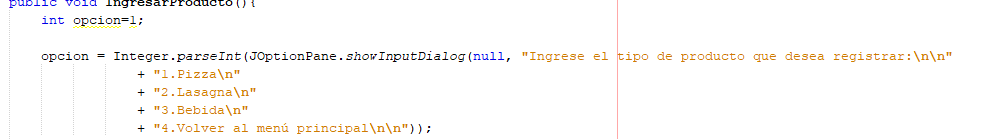 public void IngresarProducto(){
int opcion=1;
opcion = Integer.parseInt(JOptionPane.showInputDialog(null, "Ingrese el tipo de producto que desea registrar:\n\n"
+ "1.Pizza\n"
+ "2.Lasagna\n"
+ "3.Bebida\n"
+ "4.Volver al menú principal\n\n"));